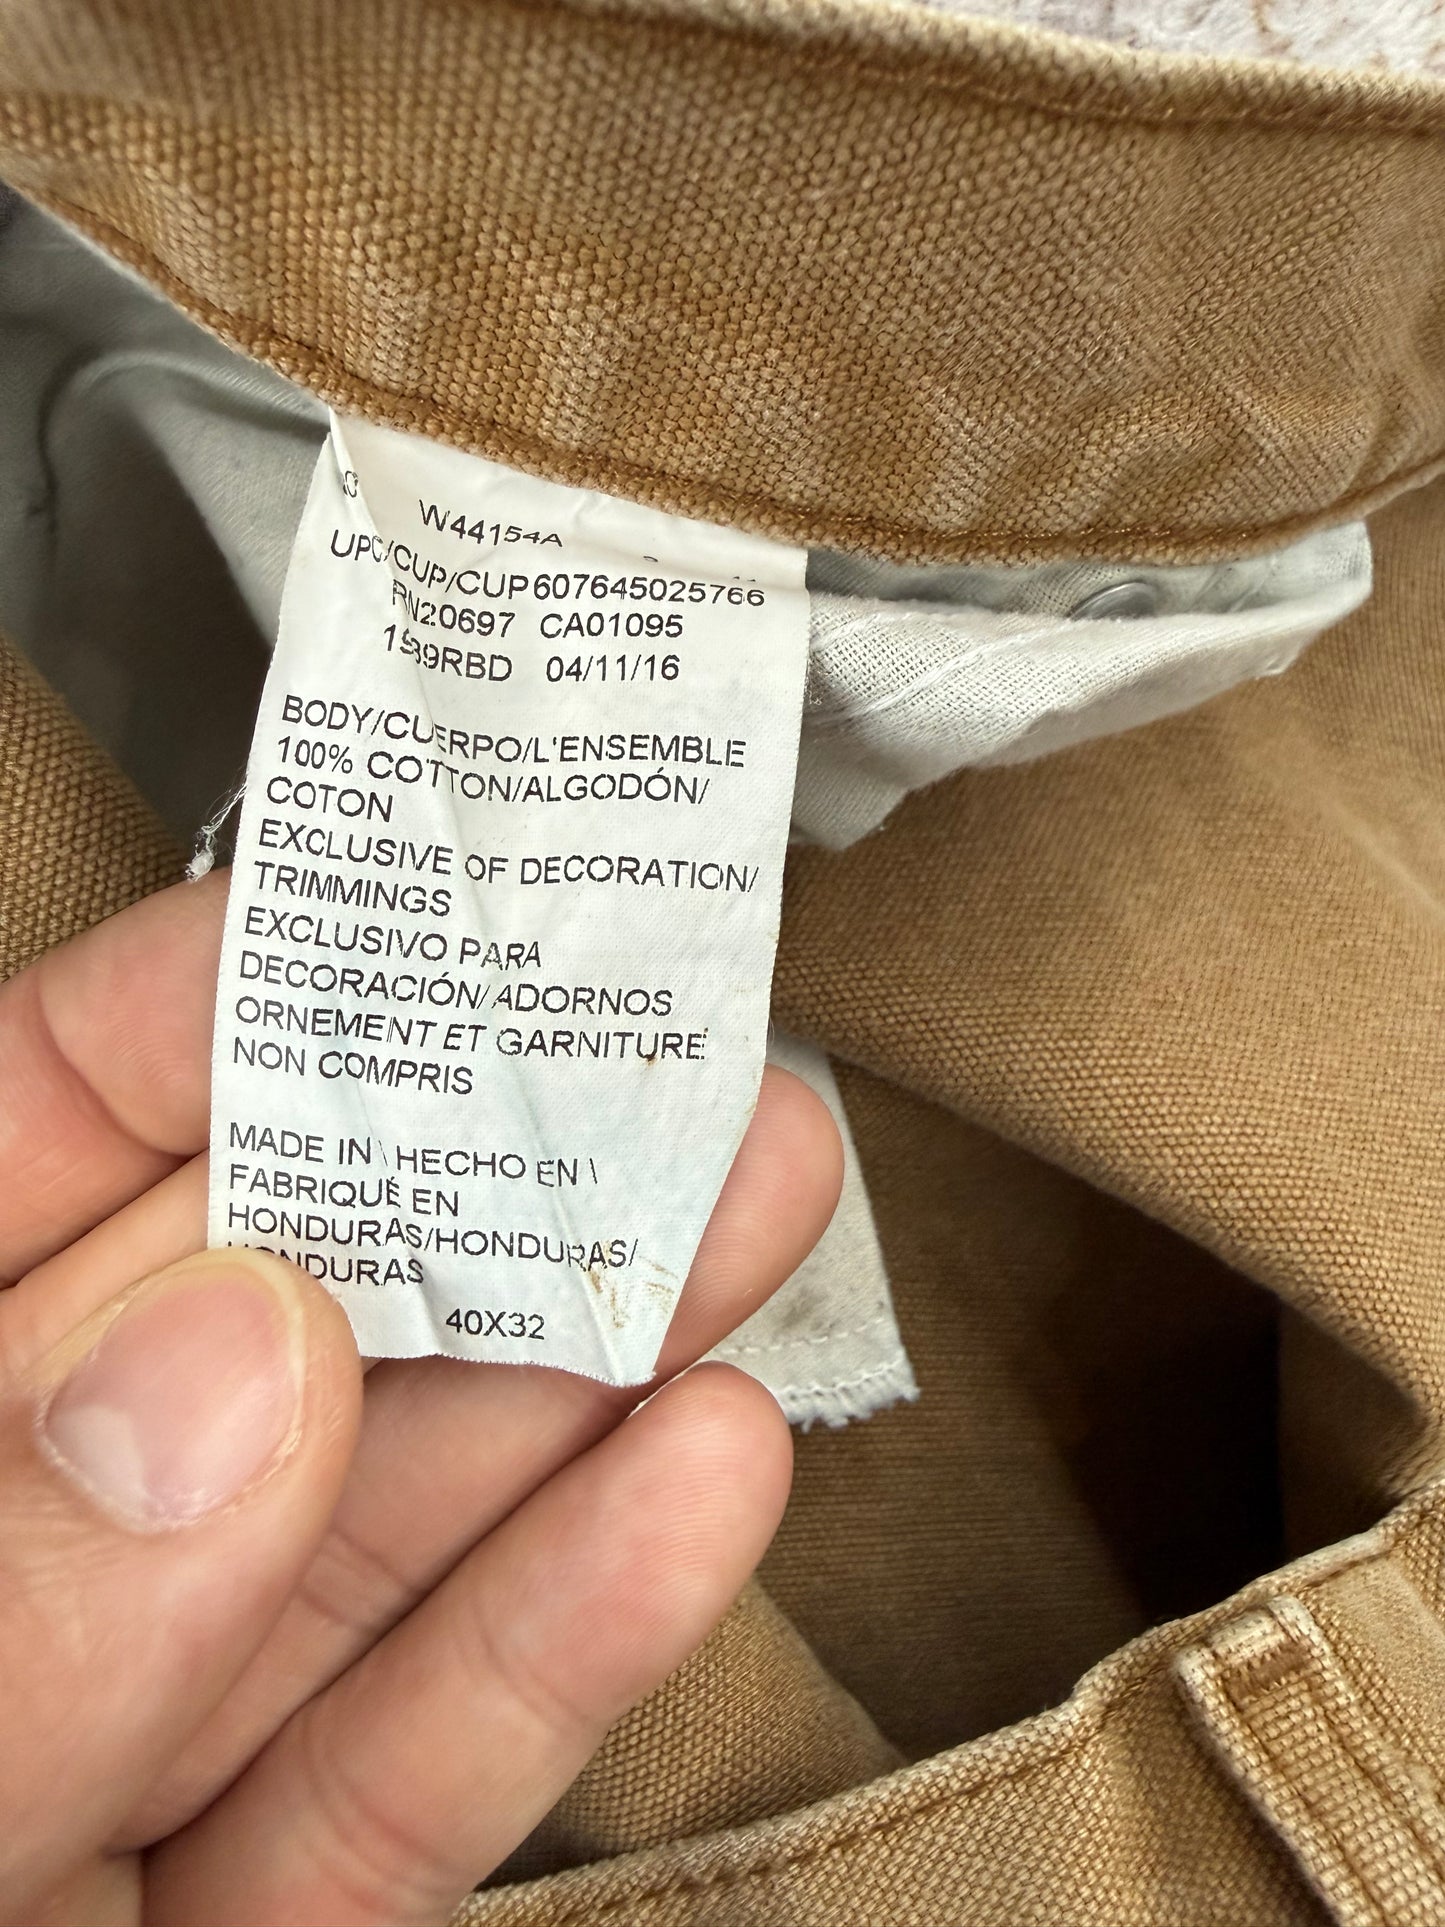 W44154A
UPC/CUP/CUP607645025766
RN20697 CA01095
04/11/16
BODY/CUERPO/L'ENSEMBLE
100% COTTON/ALGODÓN/
COTON
EXCLUSIVE OF DECORATION/
TRIMMINGS
EXCLUSIVO PARA
DECORACIÓN/ADORNOS
ORNEMENT ET GARNITURE
NON COMPRIS
MADE IN \ HECHO EN \
FABRIQUÉ EN
HONDURAS/HONDURAS/
HONDURAS
40X32